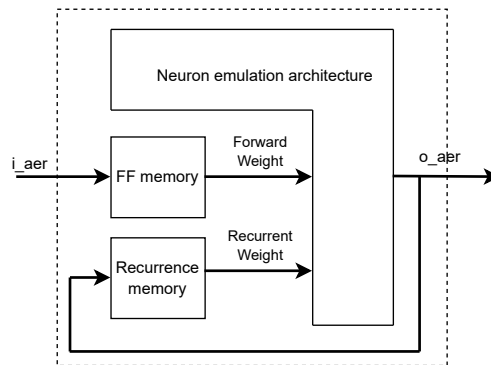 Neuron emulation architecture
i_aer
FF memory
Forward
Weight
o_aer
Recurrence
memory
Recurrent
Weight